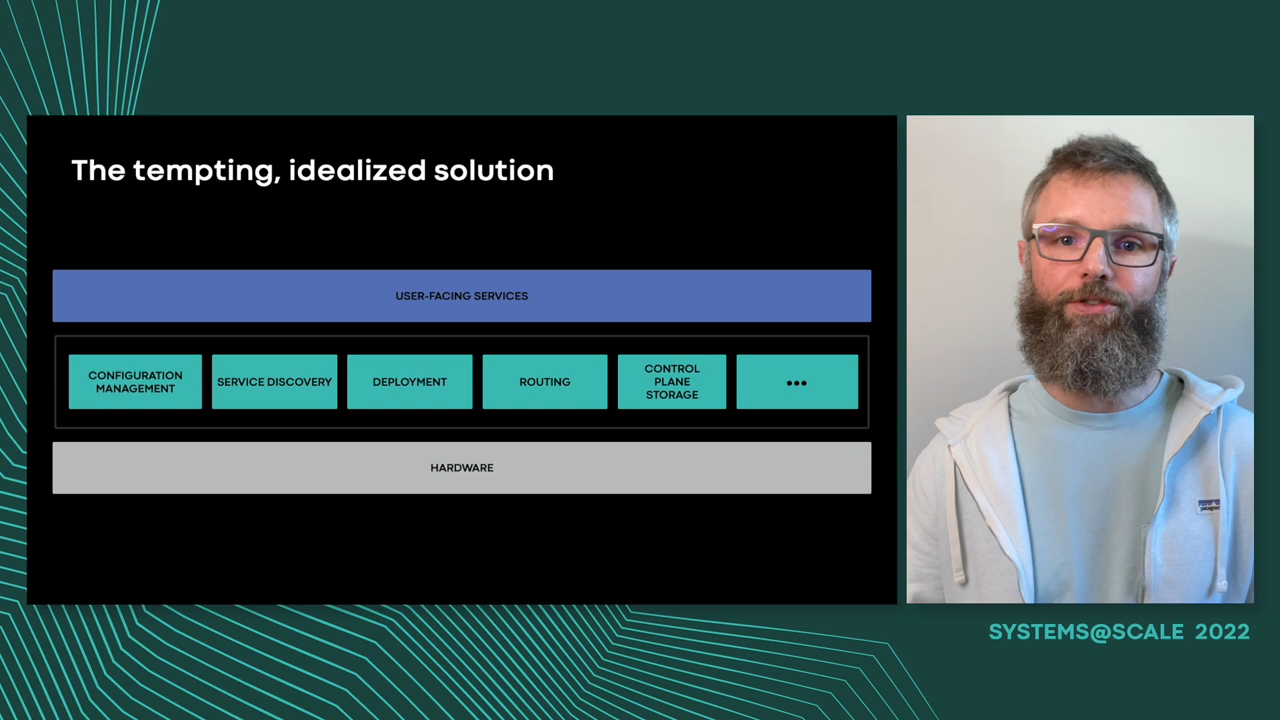 The tempting, idealized solution
USER-FACING SERVICES
CONFIGURATION
MANAGEMENT
SERVICE DISCOVERY
DEPLOYMENT
ROUTING
CONTROL
PLANE
STORAGE
•••
HARDWARE
patagonia
SYSTEMS@SCALE 2022